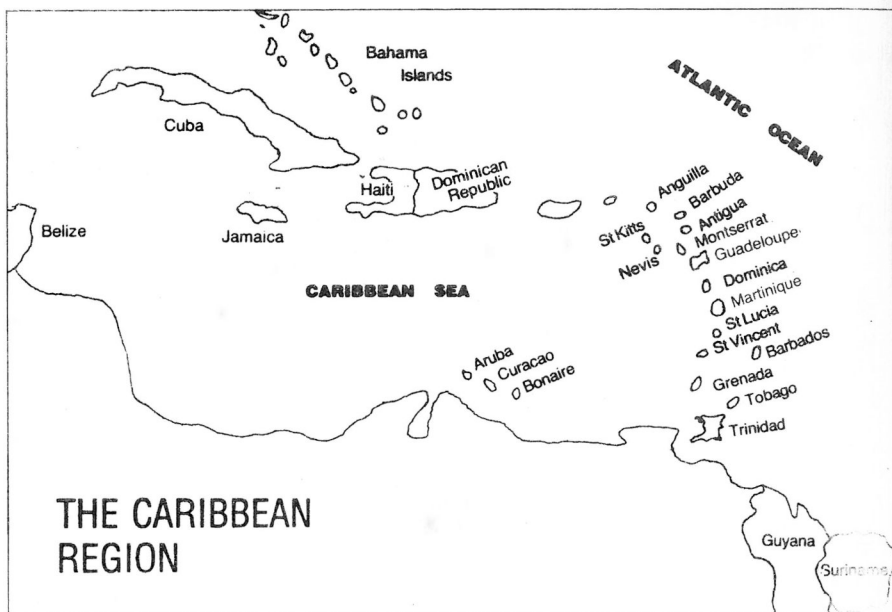 Bahama
Islands
ATLANTIC OCEAN
Cuba
Haiti
Dominican
Republic
Anguilla
Barbuda
Antigua
St Kitts
Montserrat
Nevis
Guadeloupe
Belize
Jamaica
Dominica
CARIBBEAN SEA
Martinique
St Lucia
St Vincent
Barbados
Aruba
Curacao
Bonaire
Grenada
Tobago
Trinidad
THE CARIBBEAN
REGION
Guyana
Suriname